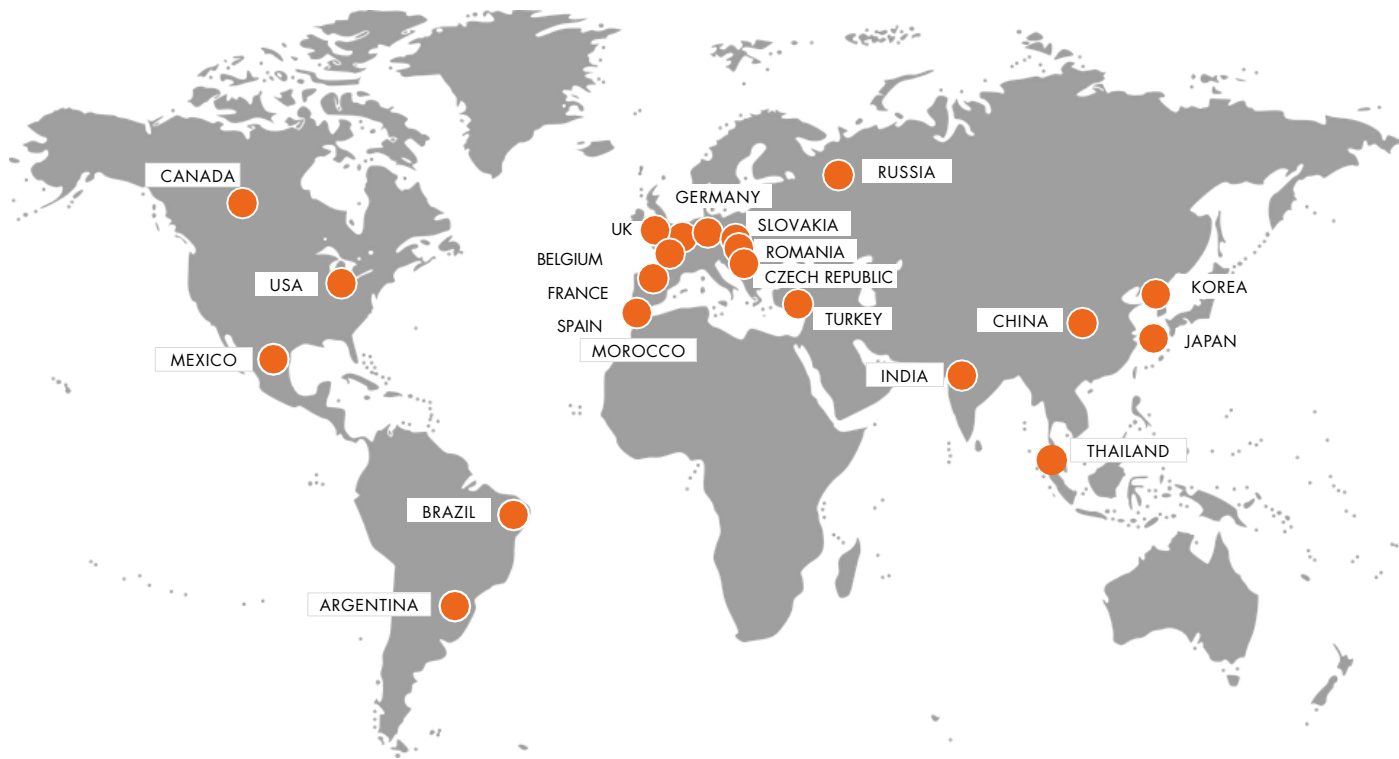 RUSSIA
CANADA
GERMANY
SLOVAKIA
UK
ROMANIA
BELGIUM
CZECH REPUBLIC
USA
KOREA
FRANCE
TURKEY
CHINA
SPAIN
JAPAN
MOROCCO
MEXICO
INDIA
THAILAND
BRAZIL
ARGENTINA